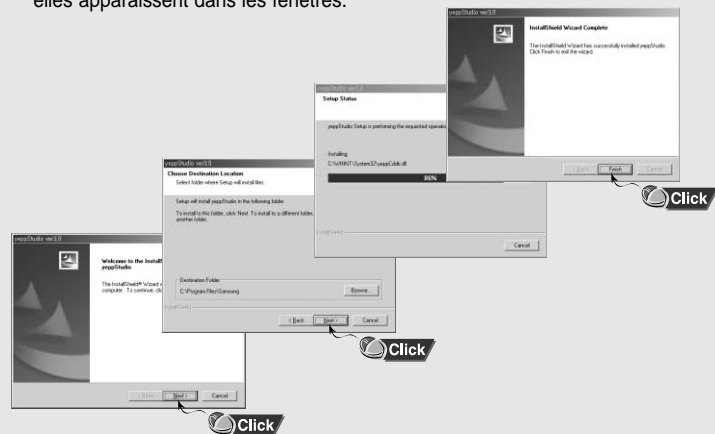 elles apparaissent dans les fenêtres.
yeppStudio ver3.0
InstallShield Wizard Complete
The InstallShield Wizard has successfully installed yeppStudio.
Click Finish to exit the wizard.
< Back
Finish
Cancel
Click
yeppStudio ver3.0
Setup Status
yeppStudio Setup is performing the requested
Installing
C:\WINNT\System32\
86%
InstallShield
Cancel
yeppStudio ver3.0
Choose Destination Location
Select folder where Setup will install files.
Setup will install yeppStudio in the following folder.
To install to this folder, click Next. To install to a different folder,
another folder.
Destination Folder
C:\Program Files\Samsung
Browse...
InstallShield
< Back
Next >
Cancel
Click
yeppStudio ver3.0
Welcome to the
yeppStudio
The InstallShield® Wizard
computer. To continue,
< Back
Next >
Cancel
Click